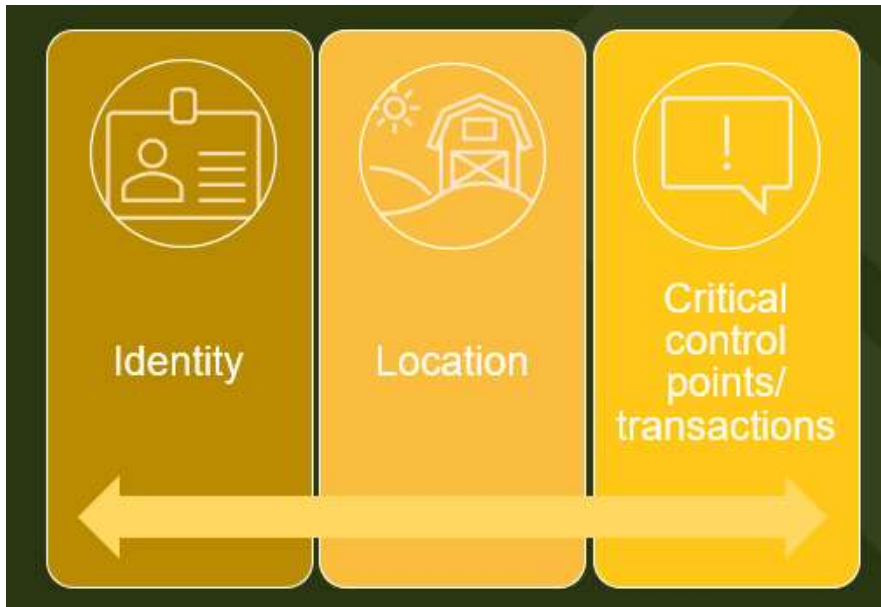 Identity
Location
Critical
control
points/
transactions